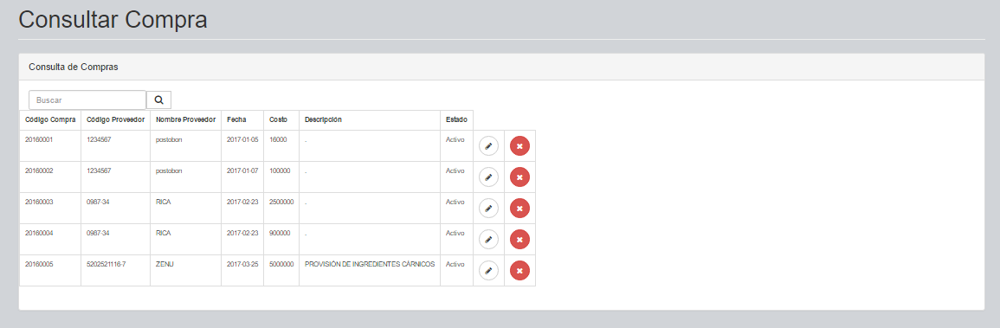 Consultar Compra
Consulta de Compras
Buscar
Código Compra Código Proveedor Nombre Proveedor Fecha Costo Descripción Estado
20160001 1234567 postobon 2017-01-05 16000 . Activo
20160002 1234567 postobon 2017-01-07 100000 . Activo
20160003 0987-34 RICA 2017-02-23 2500000 . Activo
20160004 0987-34 RICA 2017-02-23 900000 . Activo
20160005 5202521116-7 ZENU 2017-03-25 5000000 PROVISIÓN DE INGREDIENTES CÁRNICOS Activo